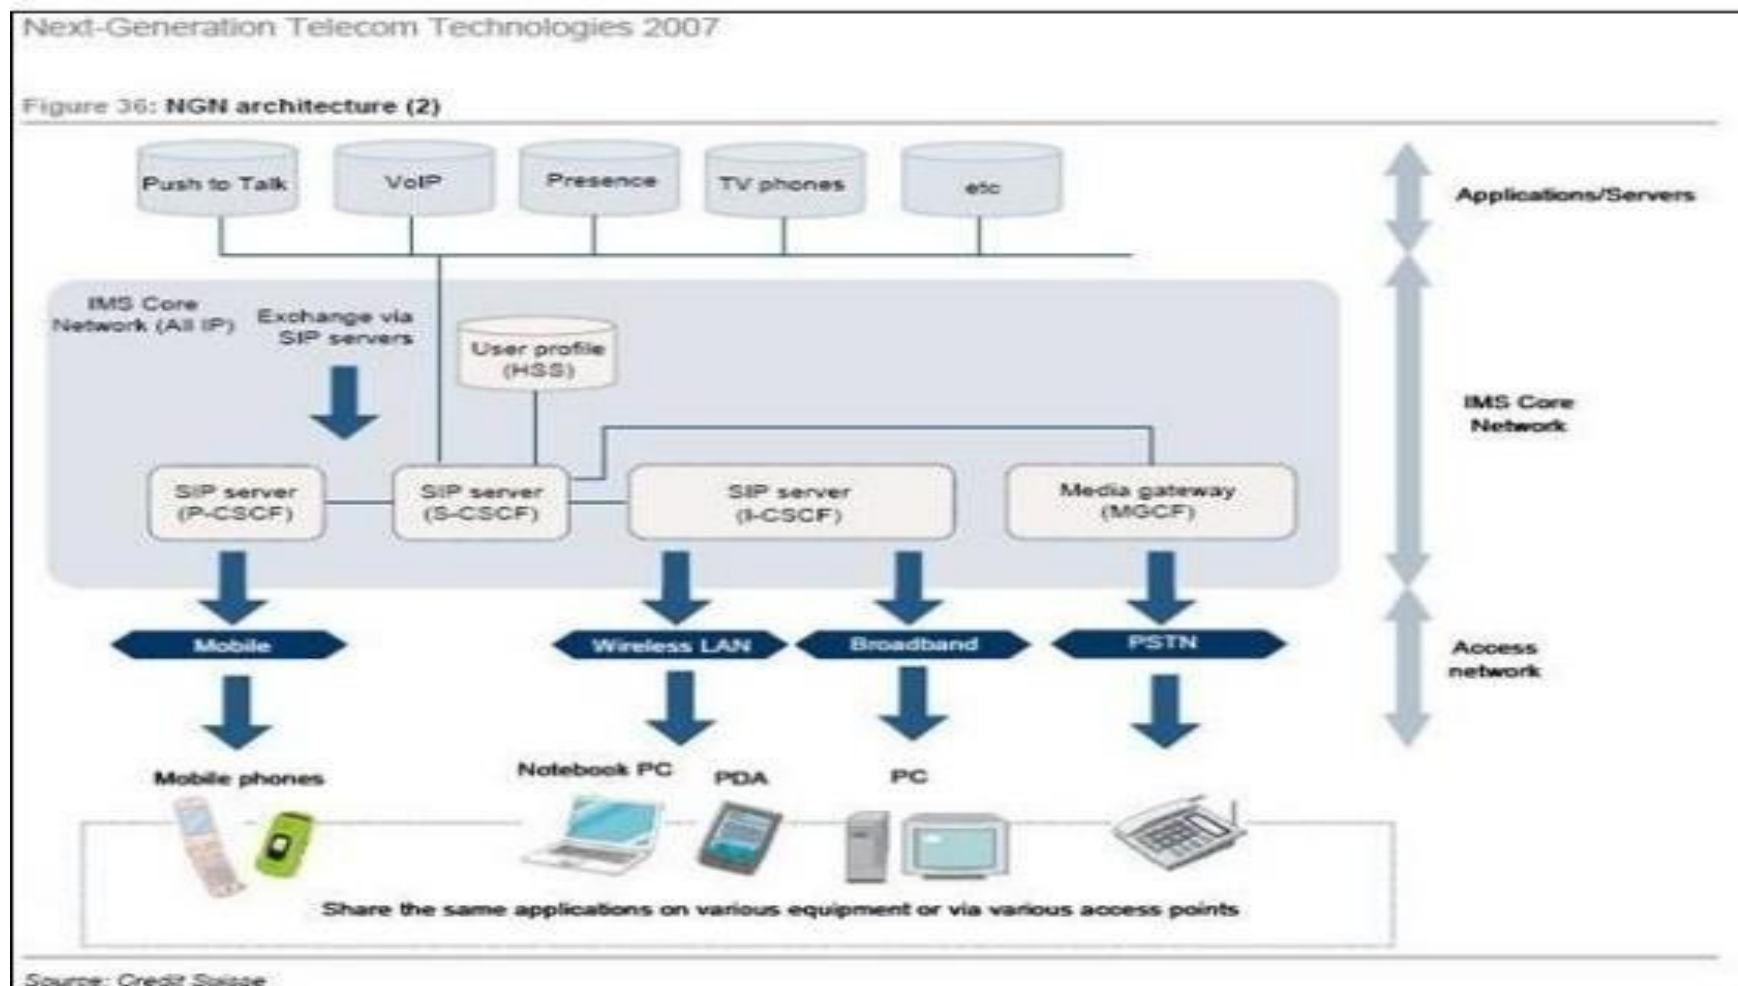 Next-Generation Telecom Technologies 2007
Figure 36: NGN architecture (2)
Push to Talk
VoIP
Presence
TV phones
etc
Applications/Servers
IMS Core
Network (All IP)
Exchange via
SIP servers
User profile
(HSS)
IMS Core
Network
SIP server
(P-CSCF)
SIP server
(S-CSCF)
SIP server
(I-CSCF)
Media gateway
(MGCF)
Mobile
Wireless LAN
Broadband
PSTN
Access
network
Mobile phones
Notebook PC
PDA
PC
Share the same applications on various equipment or via various access points
Source: Credit Suisse